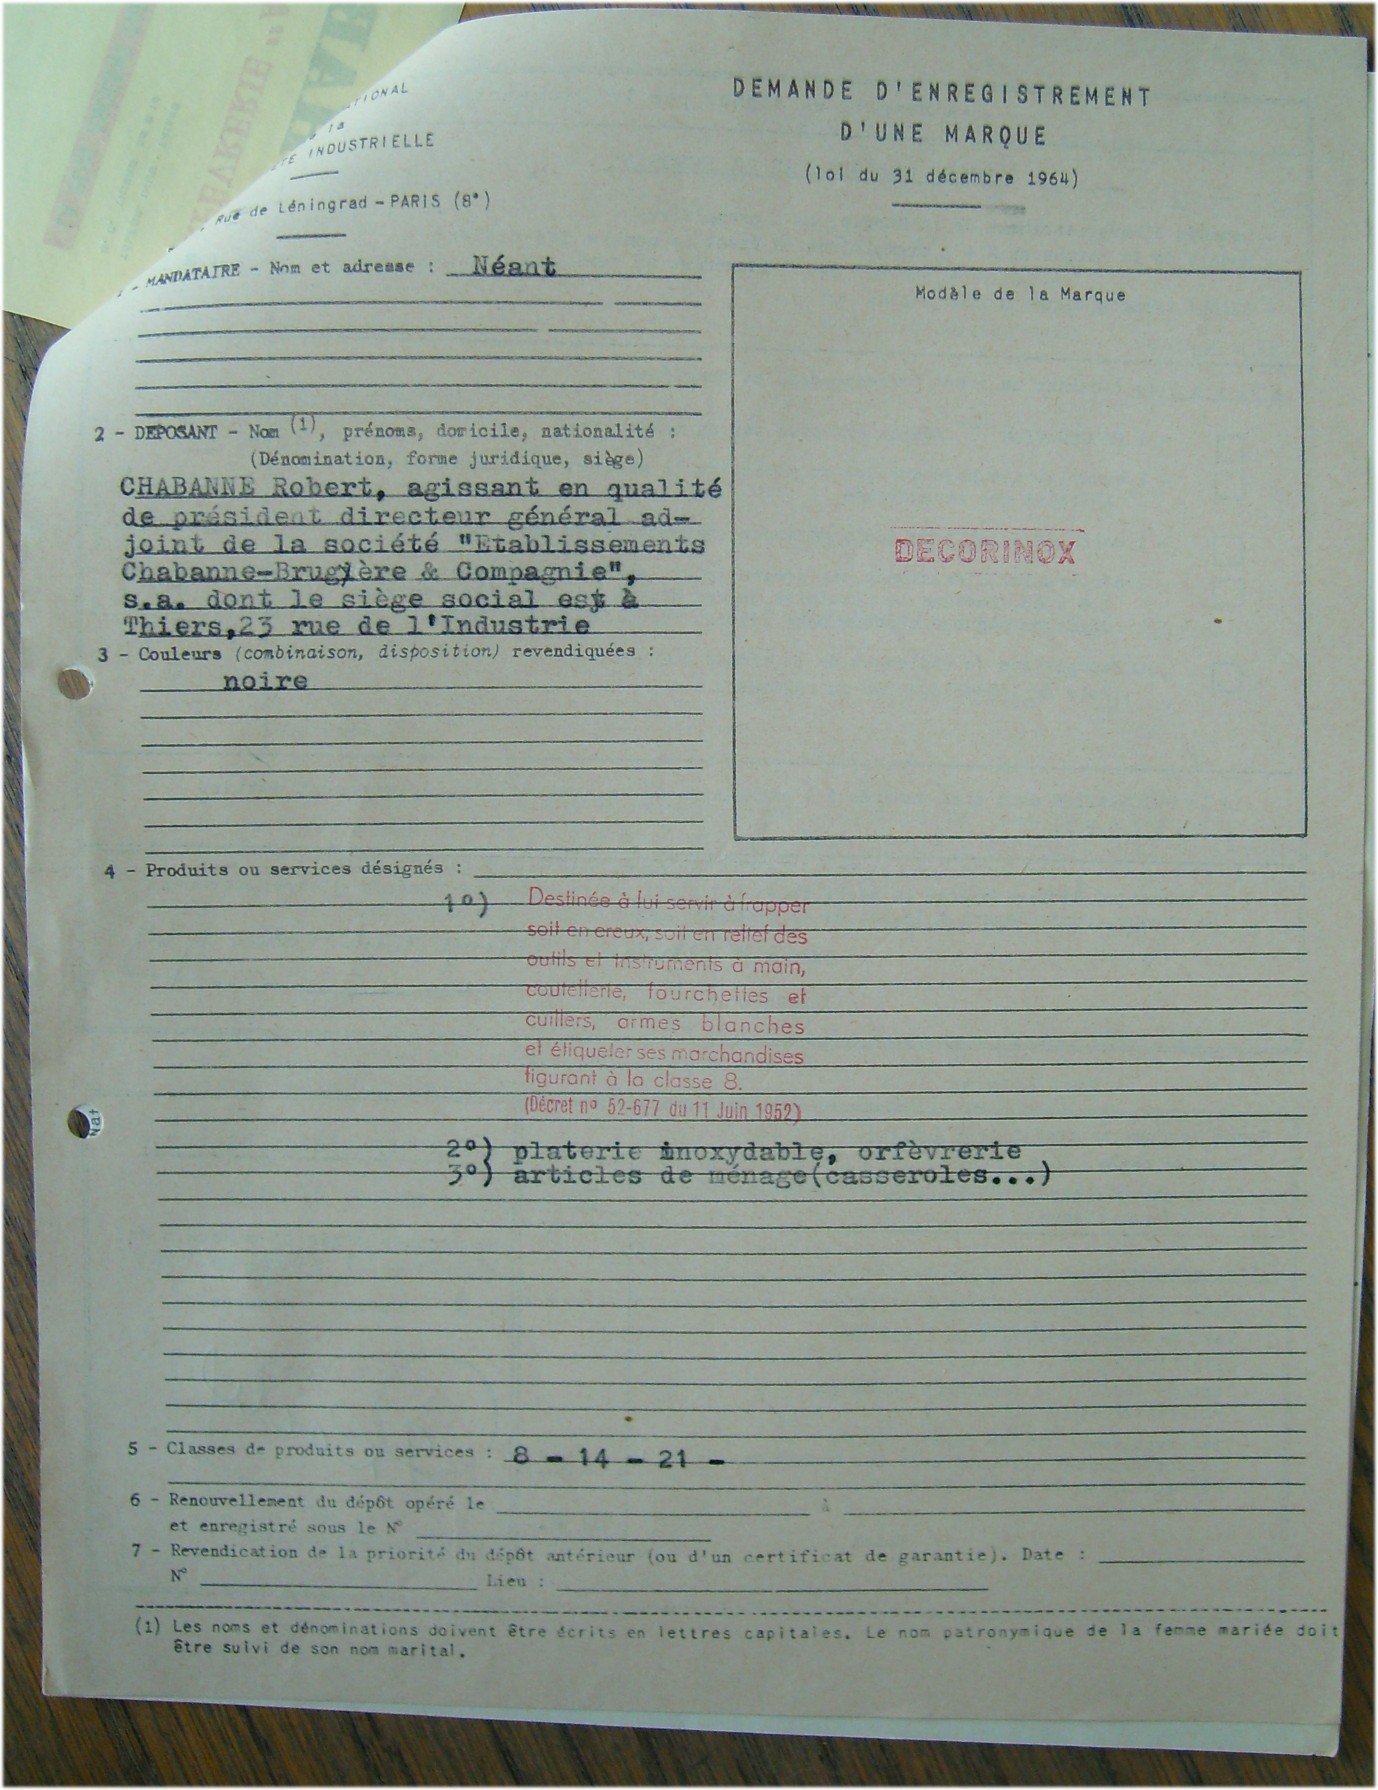 INDUSTRIELLE
Rue de Léningrad - PARIS (8ᵉ)
DEMANDE D'ENREGISTREMENT
D'UNE MARQUE
(loi du 31 décembre 1964)
- MANDATAIRE - Nom et adresse : Néant
2 - DEPOSANT - Nom (1), prénoms, domicile, nationalité :
(Dénomination, forme juridique, siège)
CHABANNE Robert, agissant en qualité
de président directeur général ad-
joint de la société "Etablissements
Chabanne-Brugière & Compagnie",
s.a. dont le siège social est à
Thiers,23 rue de l'Industrie
3 - Couleurs (combinaison, disposition) revendiquées :
noire
Modèle de la Marque
DECORINOX
4 - Produits ou services désignés :
1º) Destinée à lui servir à frapper
soit en creux, soit en relief des
outils et instruments à main,
coutellerie, fourchettes et
cuillers, armes blanches
et étiqueter ses marchandises
figurant à la classe 8.
(Décret nº 52-677 du 11 Juin 1952)
2º) platerie inoxydable, orfèvrerie
3º) articles de ménage(casseroles...)
5 - Classes de produits ou services : 8 - 14 - 21 -
6 - Renouvellement du dépôt opéré le à
et enregistré sous le N°
7 - Revendication de la priorité du dépôt antérieur (ou d'un certificat de garantie). Date :
N° Lieu :
(1) Les noms et dénominations doivent être écrits en lettres capitales. Le nom patronymique de la femme mariée doit
être suivi de son nom marital.